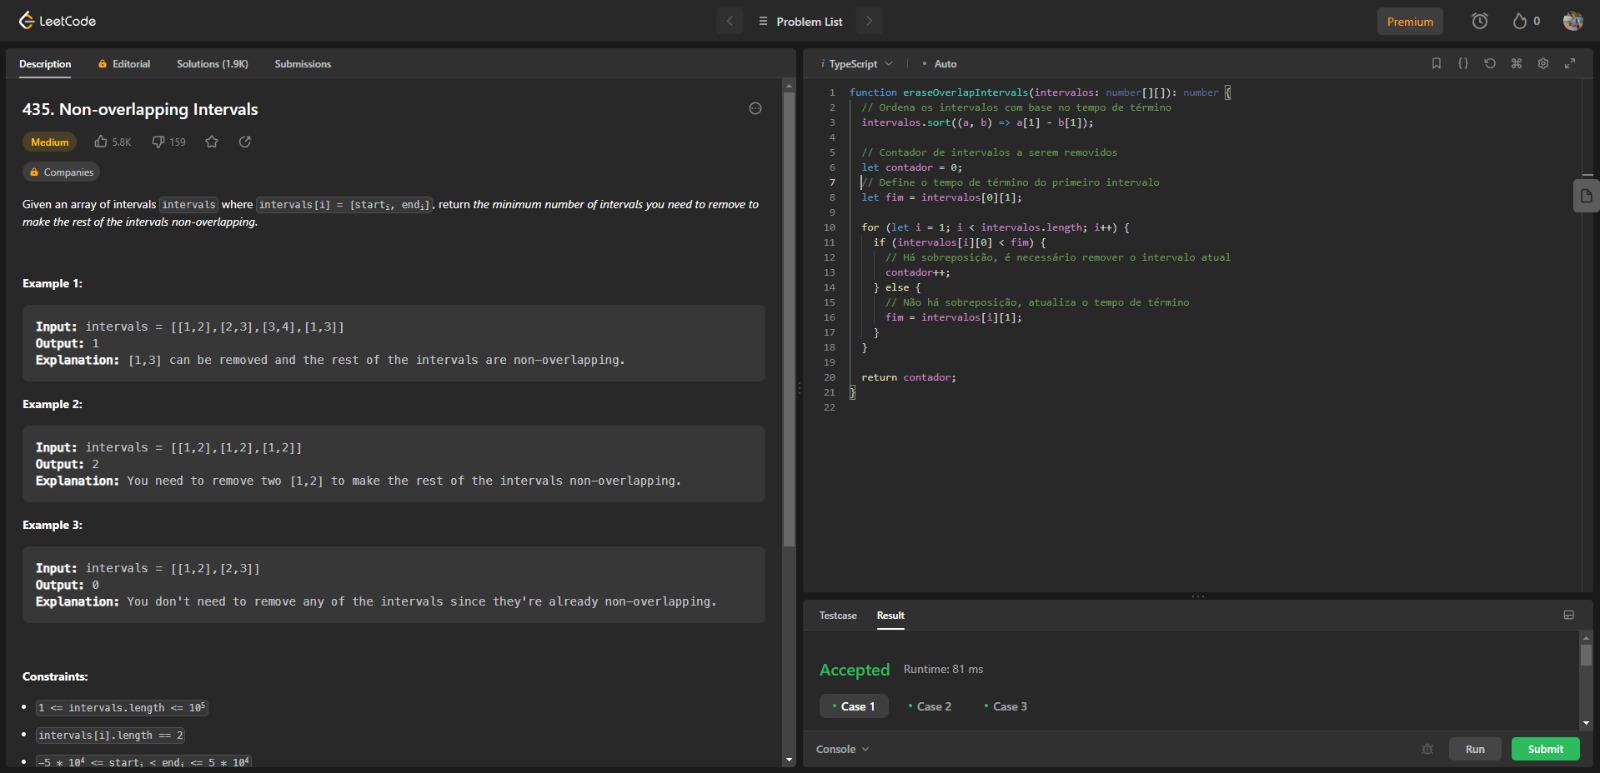 LeetCode
Problem List
Premium
0
Description
Editorial
Solutions (1.9K)
Submissions
435. Non-overlapping Intervals
Medium
5.8K
159
Companies
Given an array of intervals intervals where intervals[i] = [starti, endi], return the minimum number of intervals you need to remove to
make the rest of the intervals non-overlapping.
Example 1:
Input: intervals = [[1,2],[2,3],[3,4],[1,3]]
Output: 1
Explanation: [1,3] can be removed and the rest of the intervals are non-overlapping.
Example 2:
Input: intervals = [[1,2],[1,2],[1,2]]
Output: 2
Explanation: You need to remove two [1,2] to make the rest of the intervals non-overlapping.
Example 3:
Input: intervals = [[1,2],[2,3]]
Output: 0
Explanation: You don't need to remove any of the intervals since they're already non-overlapping.
Constraints:
• 1 <= intervals.length <= 10⁵
• intervals[i].length == 2
• -5 * 10⁴ <= starti < endi <= 5 * 10⁴
i TypeScript
• Auto
1 function eraseOverlapIntervals(intervalos: number[][]): number {
2 // Ordena os intervalos com base no tempo de término
3 intervalos.sort((a, b) => a[1] - b[1]);
4
5 // Contador de intervalos a serem removidos
6 let contador = 0;
7 // Define o tempo de término do primeiro intervalo
8 let fim = intervalos[0][1];
9
10 for (let i = 1; i < intervalos.length; i++) {
11 if (intervalos[i][0] < fim) {
12 // Há sobreposição, é necessário remover o intervalo atual
13 contador++;
14 } else {
15 // Não há sobreposição, atualiza o tempo de término
16 fim = intervalos[i][1];
17 }
18 }
19
20 return contador;
21 }
22
Testcase
Result
Accepted
Runtime: 81 ms
• Case 1
• Case 2
• Case 3
Console
Run
Submit